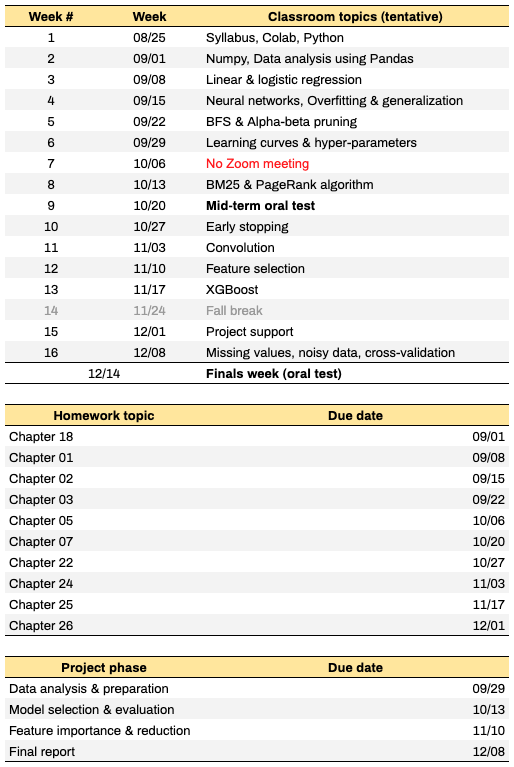 Week # Week Classroom topics (tentative)
1 08/25 Syllabus, Colab, Python
2 09/01 Numpy, Data analysis using Pandas
3 09/08 Linear & logistic regression
4 09/15 Neural networks, Overfitting & generalization
5 09/22 BFS & Alpha-beta pruning
6 09/29 Learning curves & hyper-parameters
7 10/06 No Zoom meeting
8 10/13 BM25 & PageRank algorithm
9 10/20 Mid-term oral test
10 10/27 Early stopping
11 11/03 Convolution
12 11/10 Feature selection
13 11/17 XGBoost
14 11/24 Fall break
15 12/01 Project support
16 12/08 Missing values, noisy data, cross-validation
12/14 Finals week (oral test)
Homework topic Due date
Chapter 18 09/01
Chapter 01 09/08
Chapter 02 09/15
Chapter 03 09/22
Chapter 05 10/06
Chapter 07 10/20
Chapter 22 10/27
Chapter 24 11/03
Chapter 25 11/17
Chapter 26 12/01
Project phase Due date
Data analysis & preparation 09/29
Model selection & evaluation 10/13
Feature importance & reduction 11/10
Final report 12/08